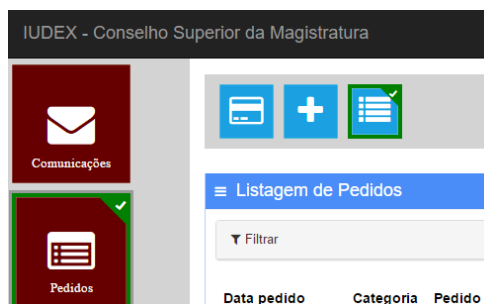 IUDEX - Conselho Superior da Magistratura
Comunicações
Listagem de Pedidos
Filtrar
Pedidos
Data pedido Categoria Pedido